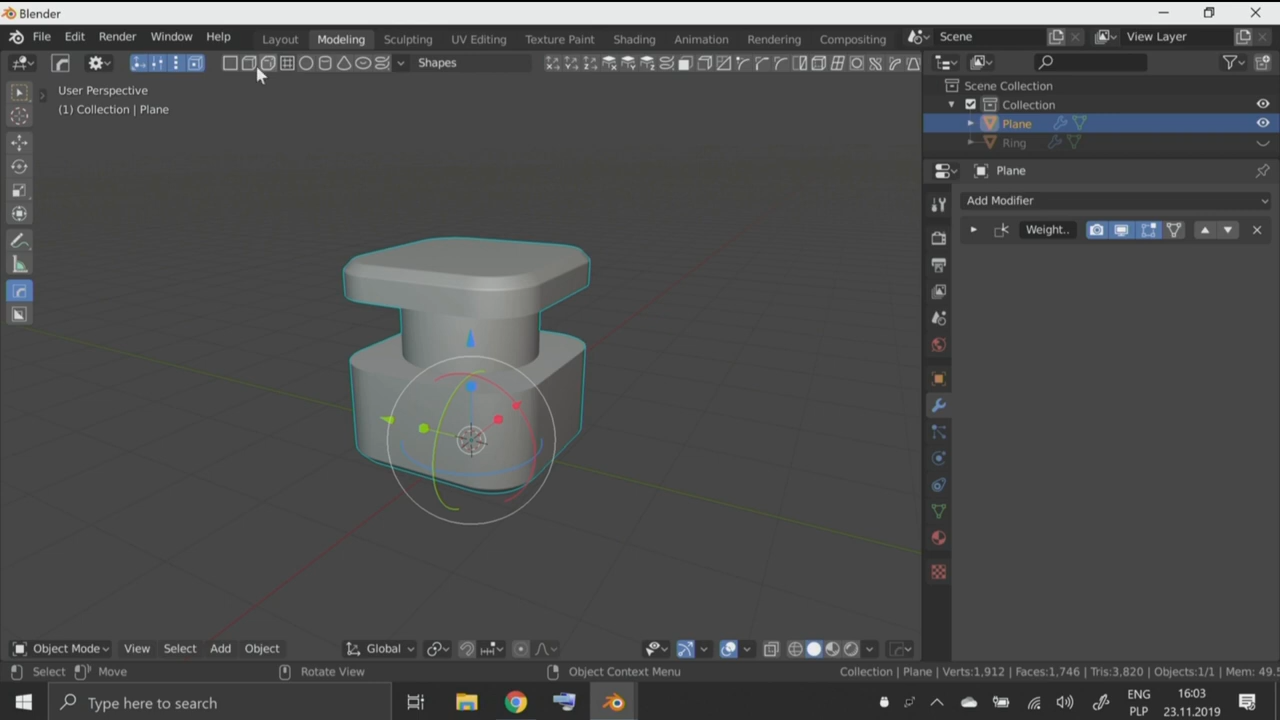 Blender
File Edit Render Window Help Layout Modeling Sculpting UV Editing Texture Paint Shading Animation Rendering Compositing Scene View Layer
Shapes
User Perspective
(1) Collection | Plane
Scene Collection
Collection
Plane
Ring
Plane
Add Modifier
Weight..
Object Mode View Select Add Object Global
Select Move Rotate View Object Context Menu Collection | Plane | Verts:1,912 | Faces:1,746 | Tris:3,820 | Objects:1/1 | Mem: 49.5
Type here to search
ENG
PLP
16:03
23.11.2019